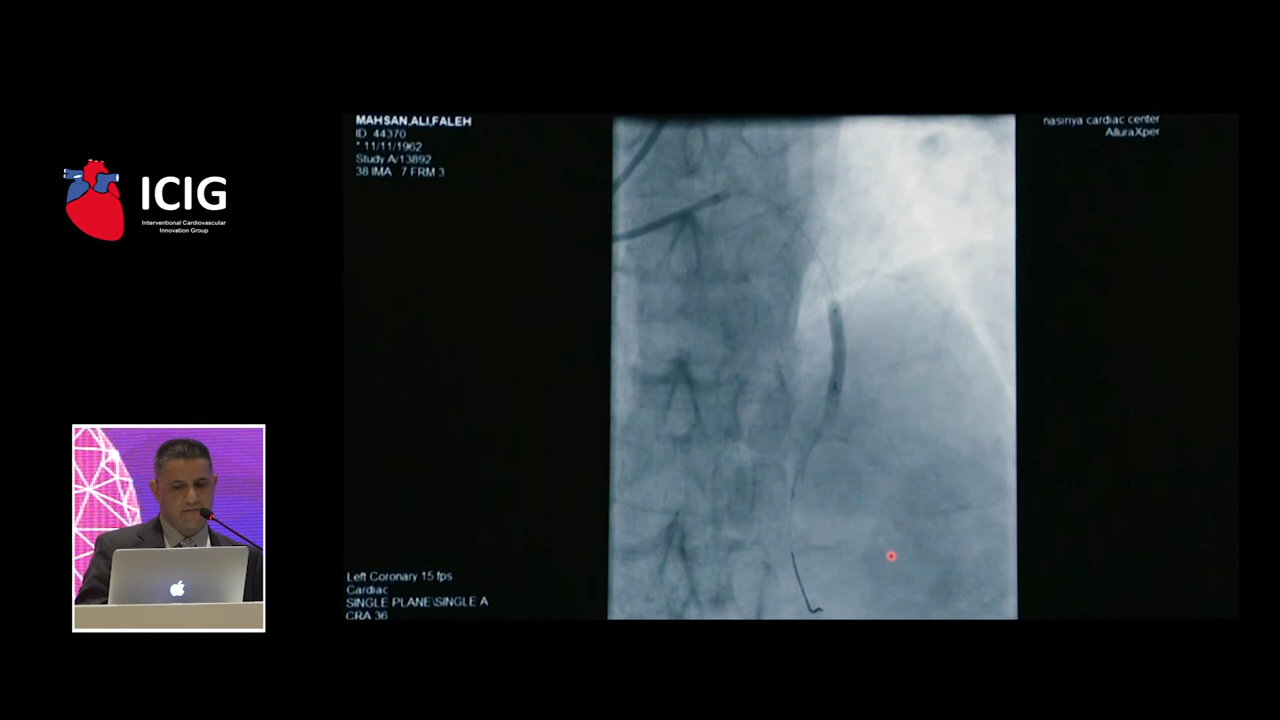 MAHSAN,ALI,FALEH
ID 44370
* 11/11/1962
Study A/13892
38 IMA 7 FRM 3
nasiriya cardiac center
AlluraXper
ICIG
Interventional Cardiovascular
Innovation Group
Left Coronary 15 fps
Cardiac
SINGLE PLANE\SINGLE A
CRA 36